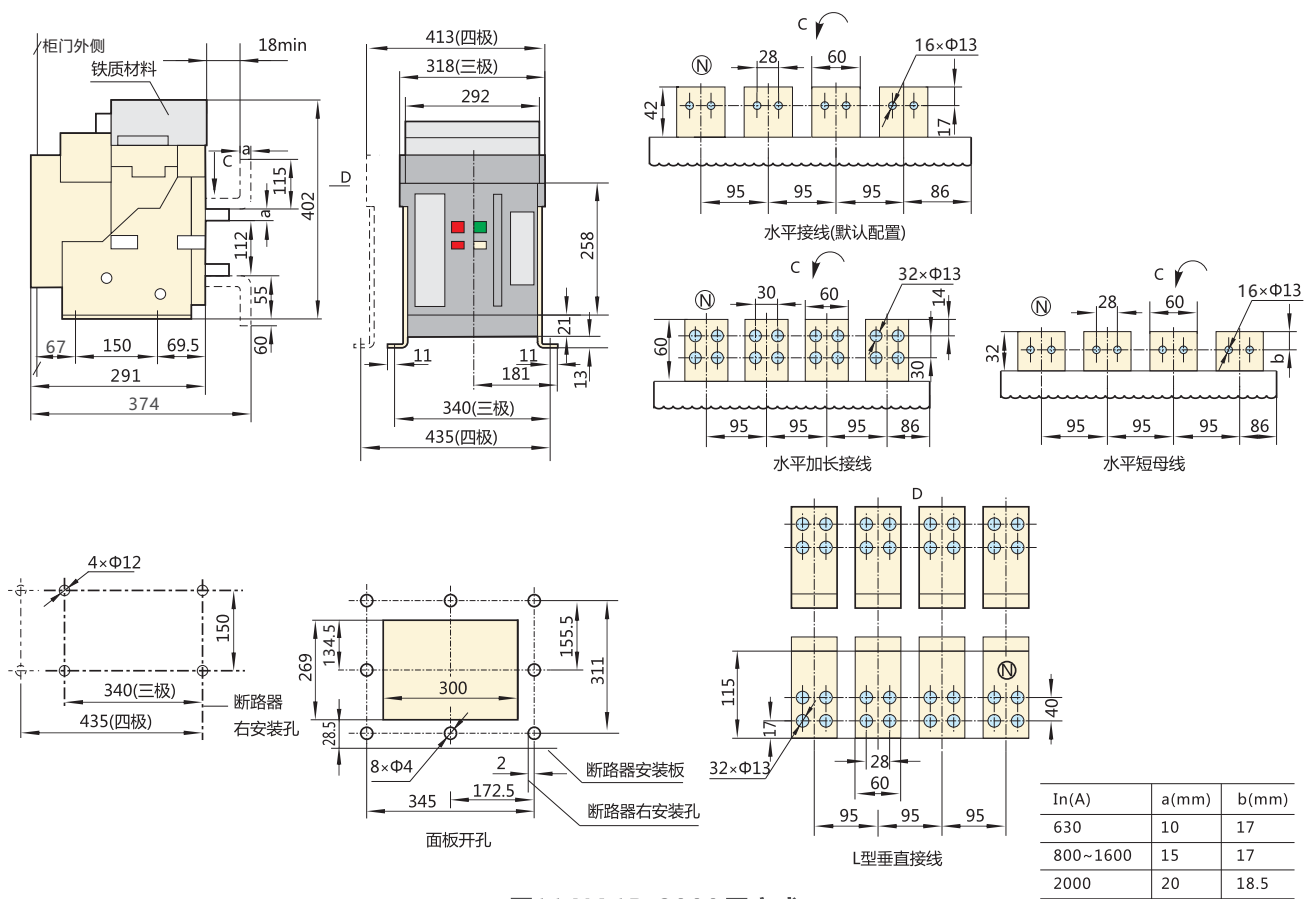 柜门外侧
18min
铁质材料
C
a
115
402
a
112
55
60
67
150
69.5
291
374
413(四极)
318(三极)
292
D
258
21
11
11
13
181
340(三极)
435(四极)
C
16×Φ13
N
28
60
42
17
95
95
95
86
水平接线(默认配置)
C
32×Φ13
N
30
60
14
60
30
95
95
95
86
水平加长接线
C
16×Φ13
N
28
60
32
b
95
95
95
86
水平短母线
4×Φ12
150
340(三极)
435(四极)
断路器
右安装孔
269
134.5
155.5
311
300
28.5
8×Φ4
2
断路器安装板
172.5
345
断路器右安装孔
面板开孔
D
N
115
17
40
32×Φ13
28
60
95
95
95
L型垂直接线
In(A) a(mm) b(mm)
630 10 17
800~1600 15 17
2000 20 18.5